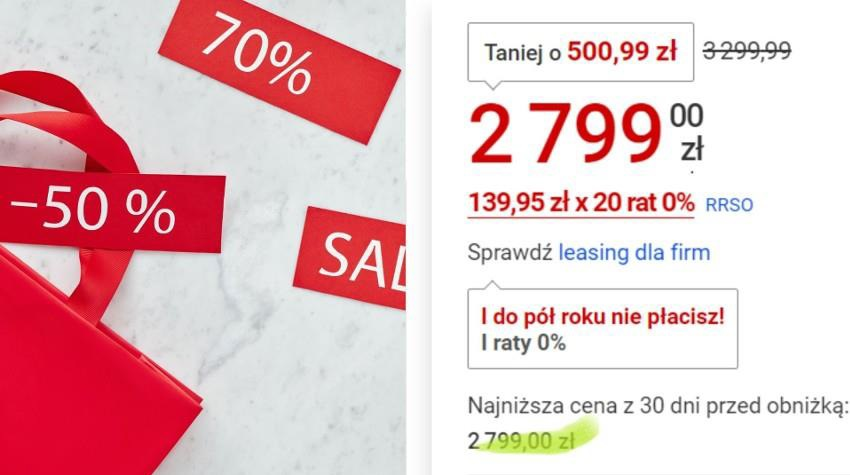 70%
–50 %
SAL
Taniej o 500,99 zł 3 299,99
2 799 00 zł
139,95 zł x 20 rat 0% RRSO
Sprawdź leasing dla firm
I do pół roku nie płacisz!
I raty 0%
Najniższa cena z 30 dni przed obniżką:
2 799,00 zł